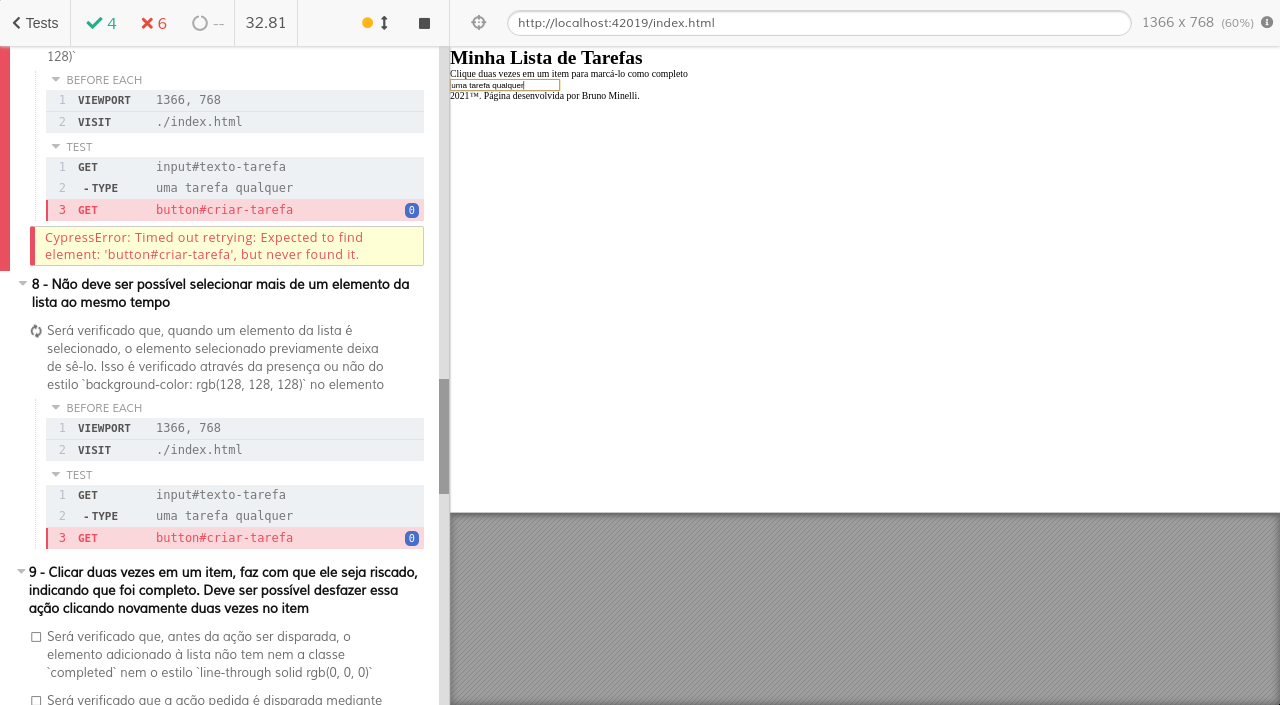 Tests
4
6
--
32.81
http://localhost:42019/index.html
1366 x 768 (60%)
128)`
BEFORE EACH
1 VIEWPORT 1366, 768
2 VISIT ./index.html
TEST
1 GET input#texto-tarefa
2 -TYPE uma tarefa qualquer
3 GET button#criar-tarefa 0
CypressError: Timed out retrying: Expected to find
element: 'button#criar-tarefa', but never found it.
8 - Não deve ser possível selecionar mais de um elemento da
lista ao mesmo tempo
Será verificado que, quando um elemento da lista é
selecionado, o elemento selecionado previamente deixa
de sê-lo. Isso é verificado através da presença ou não do
estilo `background-color: rgb(128, 128, 128)` no elemento
BEFORE EACH
1 VIEWPORT 1366, 768
2 VISIT ./index.html
TEST
1 GET input#texto-tarefa
2 -TYPE uma tarefa qualquer
3 GET button#criar-tarefa 0
9 - Clicar duas vezes em um item, faz com que ele seja riscado,
indicando que foi completo. Deve ser possível desfazer essa
ação clicando novamente duas vezes no item
Será verificado que, antes da ação ser disparada, o
elemento adicionado à lista não tem nem a classe
`completed` nem o estilo `line-through solid rgb(0, 0, 0)`
Será verificado que a ação pedida é disparada mediante
Minha Lista de Tarefas
Clique duas vezes em um item para marcá-lo como completo
uma tarefa qualquer
2021™. Página desenvolvida por Bruno Minelli.